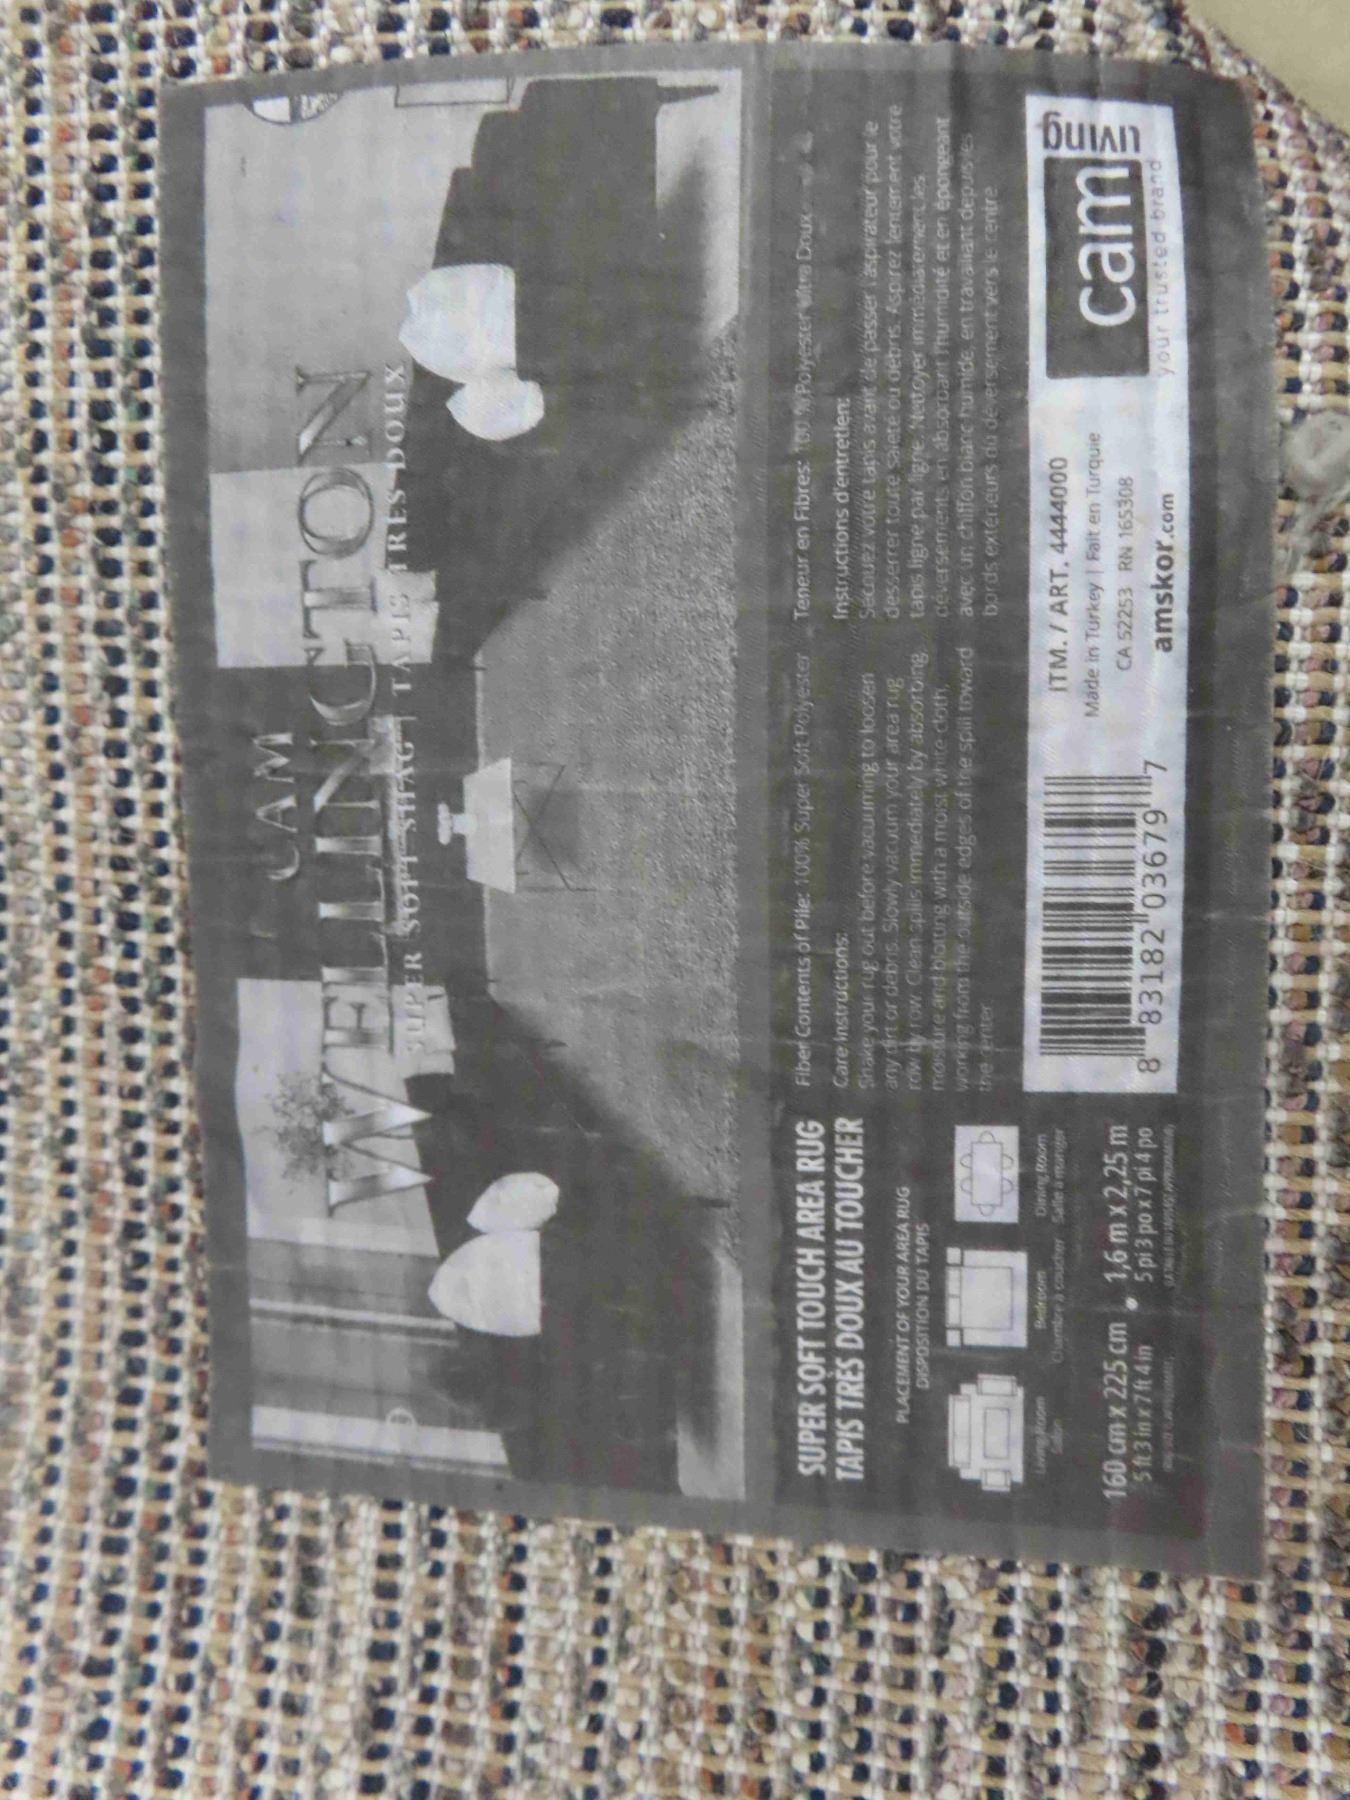 CAM
WELLINGTON
SUPER SOFT SHAG | TAPIS TRES DOUX
SUPER SOFT TOUCH AREA RUG
TAPIS TRÈS DOUX AU TOUCHER
PLACEMENT OF YOUR AREA RUG
DISPOSITION DU TAPIS
Living Room
Salon
Bedroom
Chambre à coucher
Dining Room
Salle à manger
160 cm x 225 cm • 1,6 m x 2,25 m
5 ft 3 in x 7 ft 4 in
5 pi 3 po x 7 pi 4 po
Fiber Contents of Pile: 100% Super Soft Polyester
Care Instructions:
Shake your rug out before vacuuming to loosen
any dirt or debris. Slowly vacuum your area rug
row by row. Clean spills immediately by absorbing
moisture and blotting with a moist white cloth,
working from the outside edges of the spill toward
the center
Teneur en Fibres: 100 % Polyester Ultra Doux
Instructions d'entretien:
Secouez votre tapis avant de passer l'aspirateur pour le
desserrer toute saleté ou débris. Aspirez lentement votre
tapis ligne par ligne. Nettoyer immédiatement les
déversements en absorbant l'humidité et en épongeant
avec un chiffon blanc humide, en travaillant depuis les
bords extérieurs du déversement vers le centre
8 83182 03679 7
ITM. / ART. 4444000
Made in Turkey | Fait en Turquie
CA 52253 RN 165308
amskor.com
cam living
your trusted brand